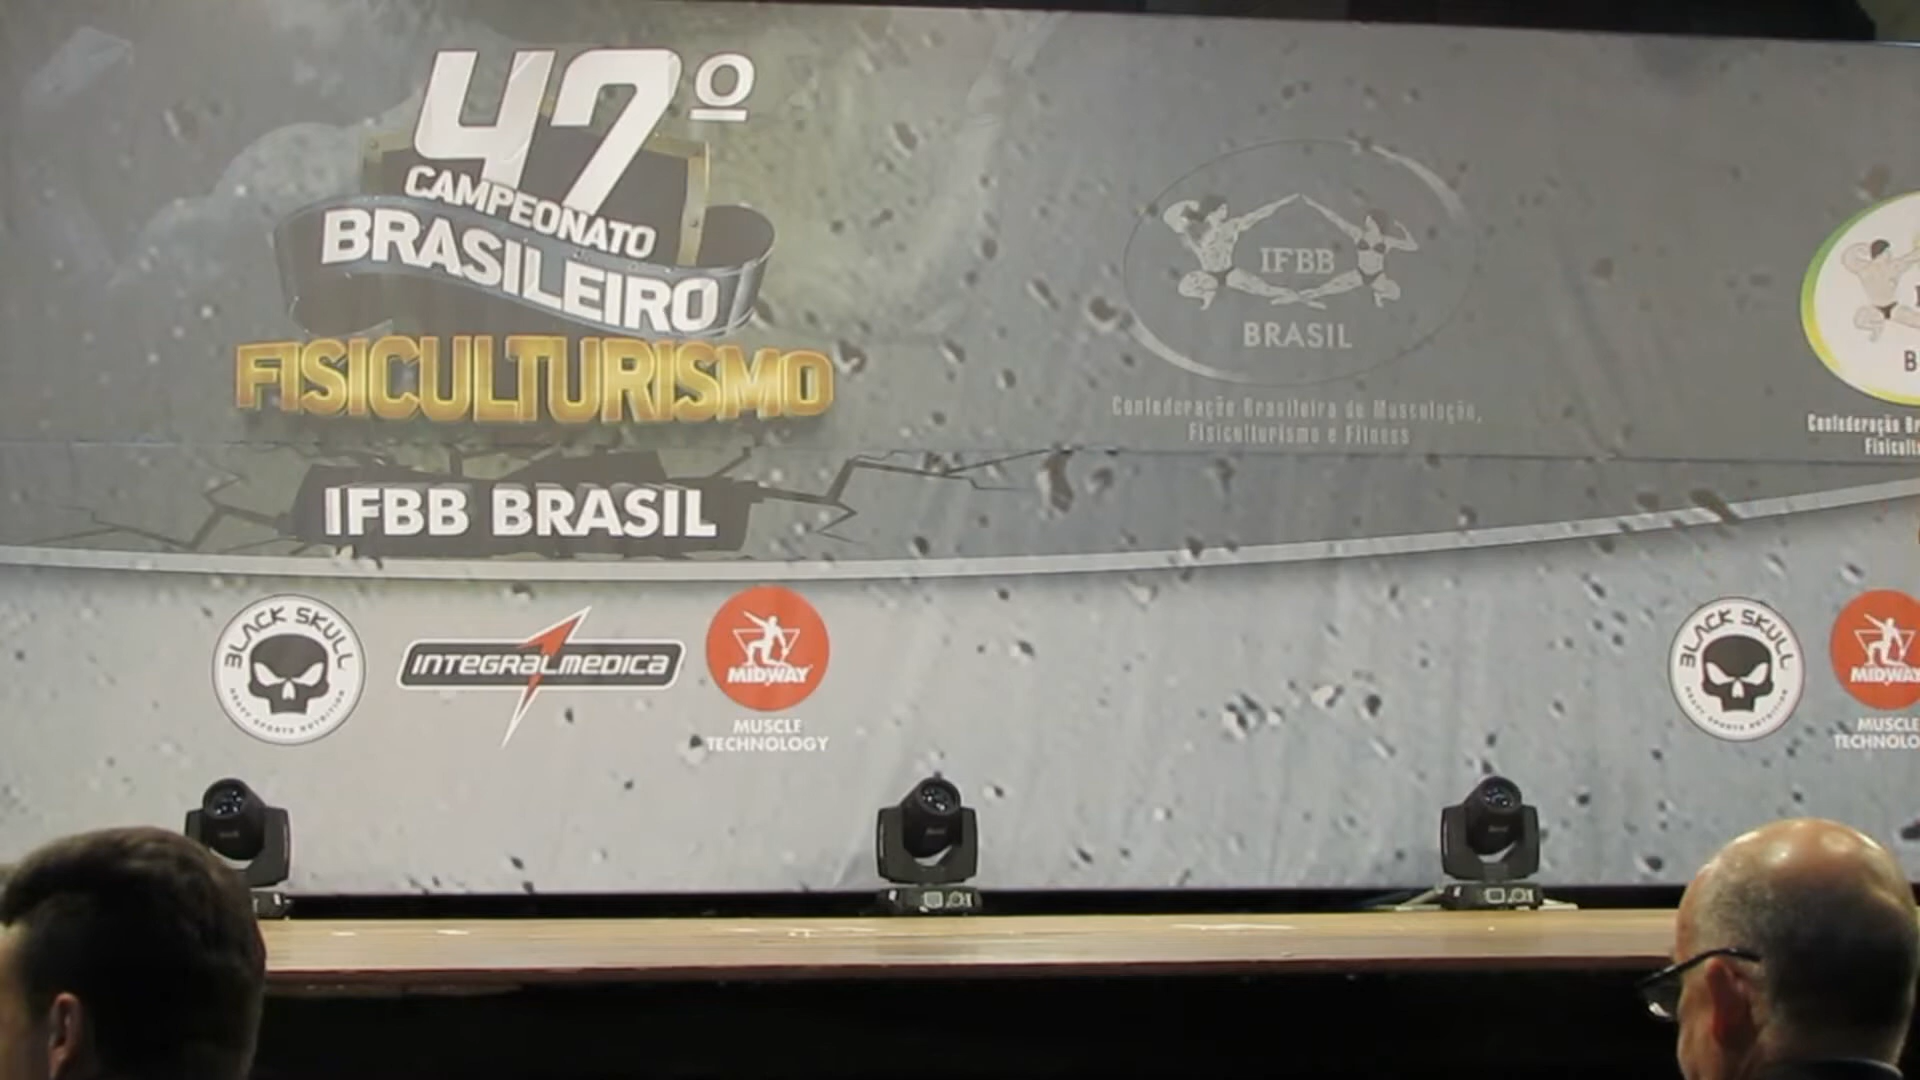 47º
CAMPEONATO
BRASILEIRO
FISICULTURISMO
IFBB BRASIL
IFBB
BRASIL
Confederação Brasileira de Musculação,
Fisiculturismo e Fitness
BLACK SKULL
INTEGRALMEDICA
MIDWAY
MUSCLE
TECHNOLOGY
BLACK SKULL
MIDWAY
MUSCLE